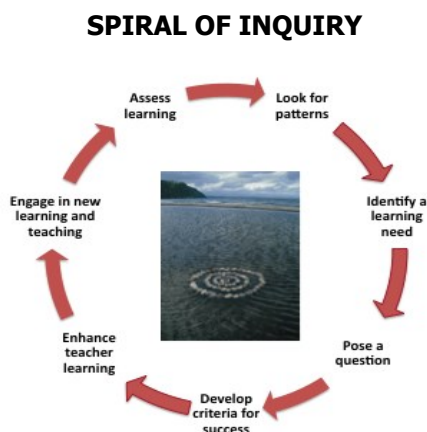 SPIRAL OF INQUIRY
Assess
learning
Look for
patterns
Identify a
learning
need
Pose a
question
Develop
criteria for
success
Enhance
teacher
learning
Engage in new
learning and
teaching